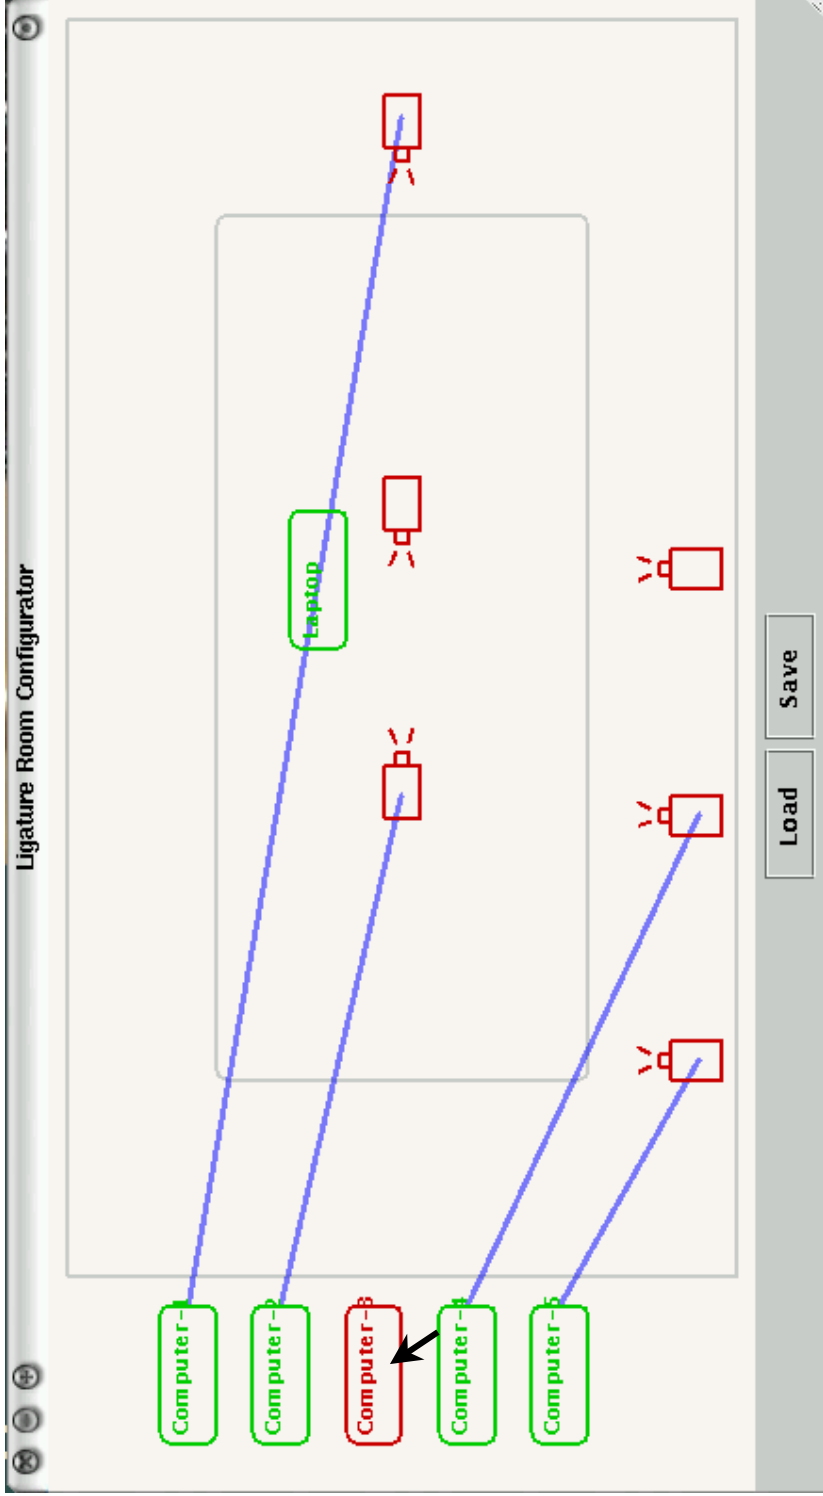 Ligature Room Configurator
Computer-1
Computer-2
Computer-3
Computer-4
Computer-5
Laptop
Load
Save